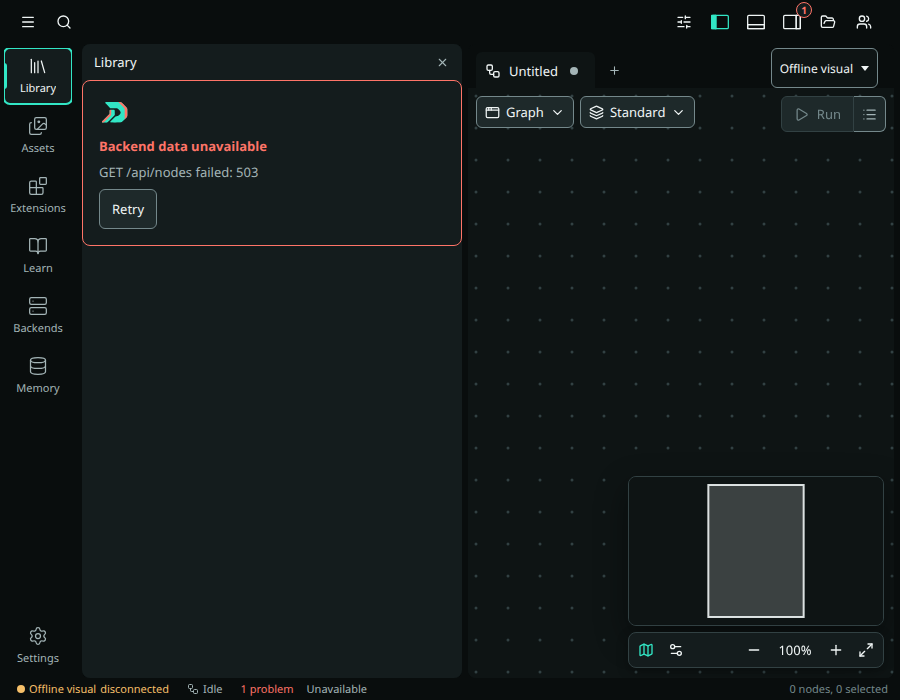 1
Library
Assets
Extensions
Learn
Backends
Memory
Settings
Library
Backend data unavailable
GET /api/nodes failed: 503
Retry
Untitled
Offline visual
Graph
Standard
Run
100%
Offline visual disconnected
Idle
1 problem
Unavailable
0 nodes, 0 selected